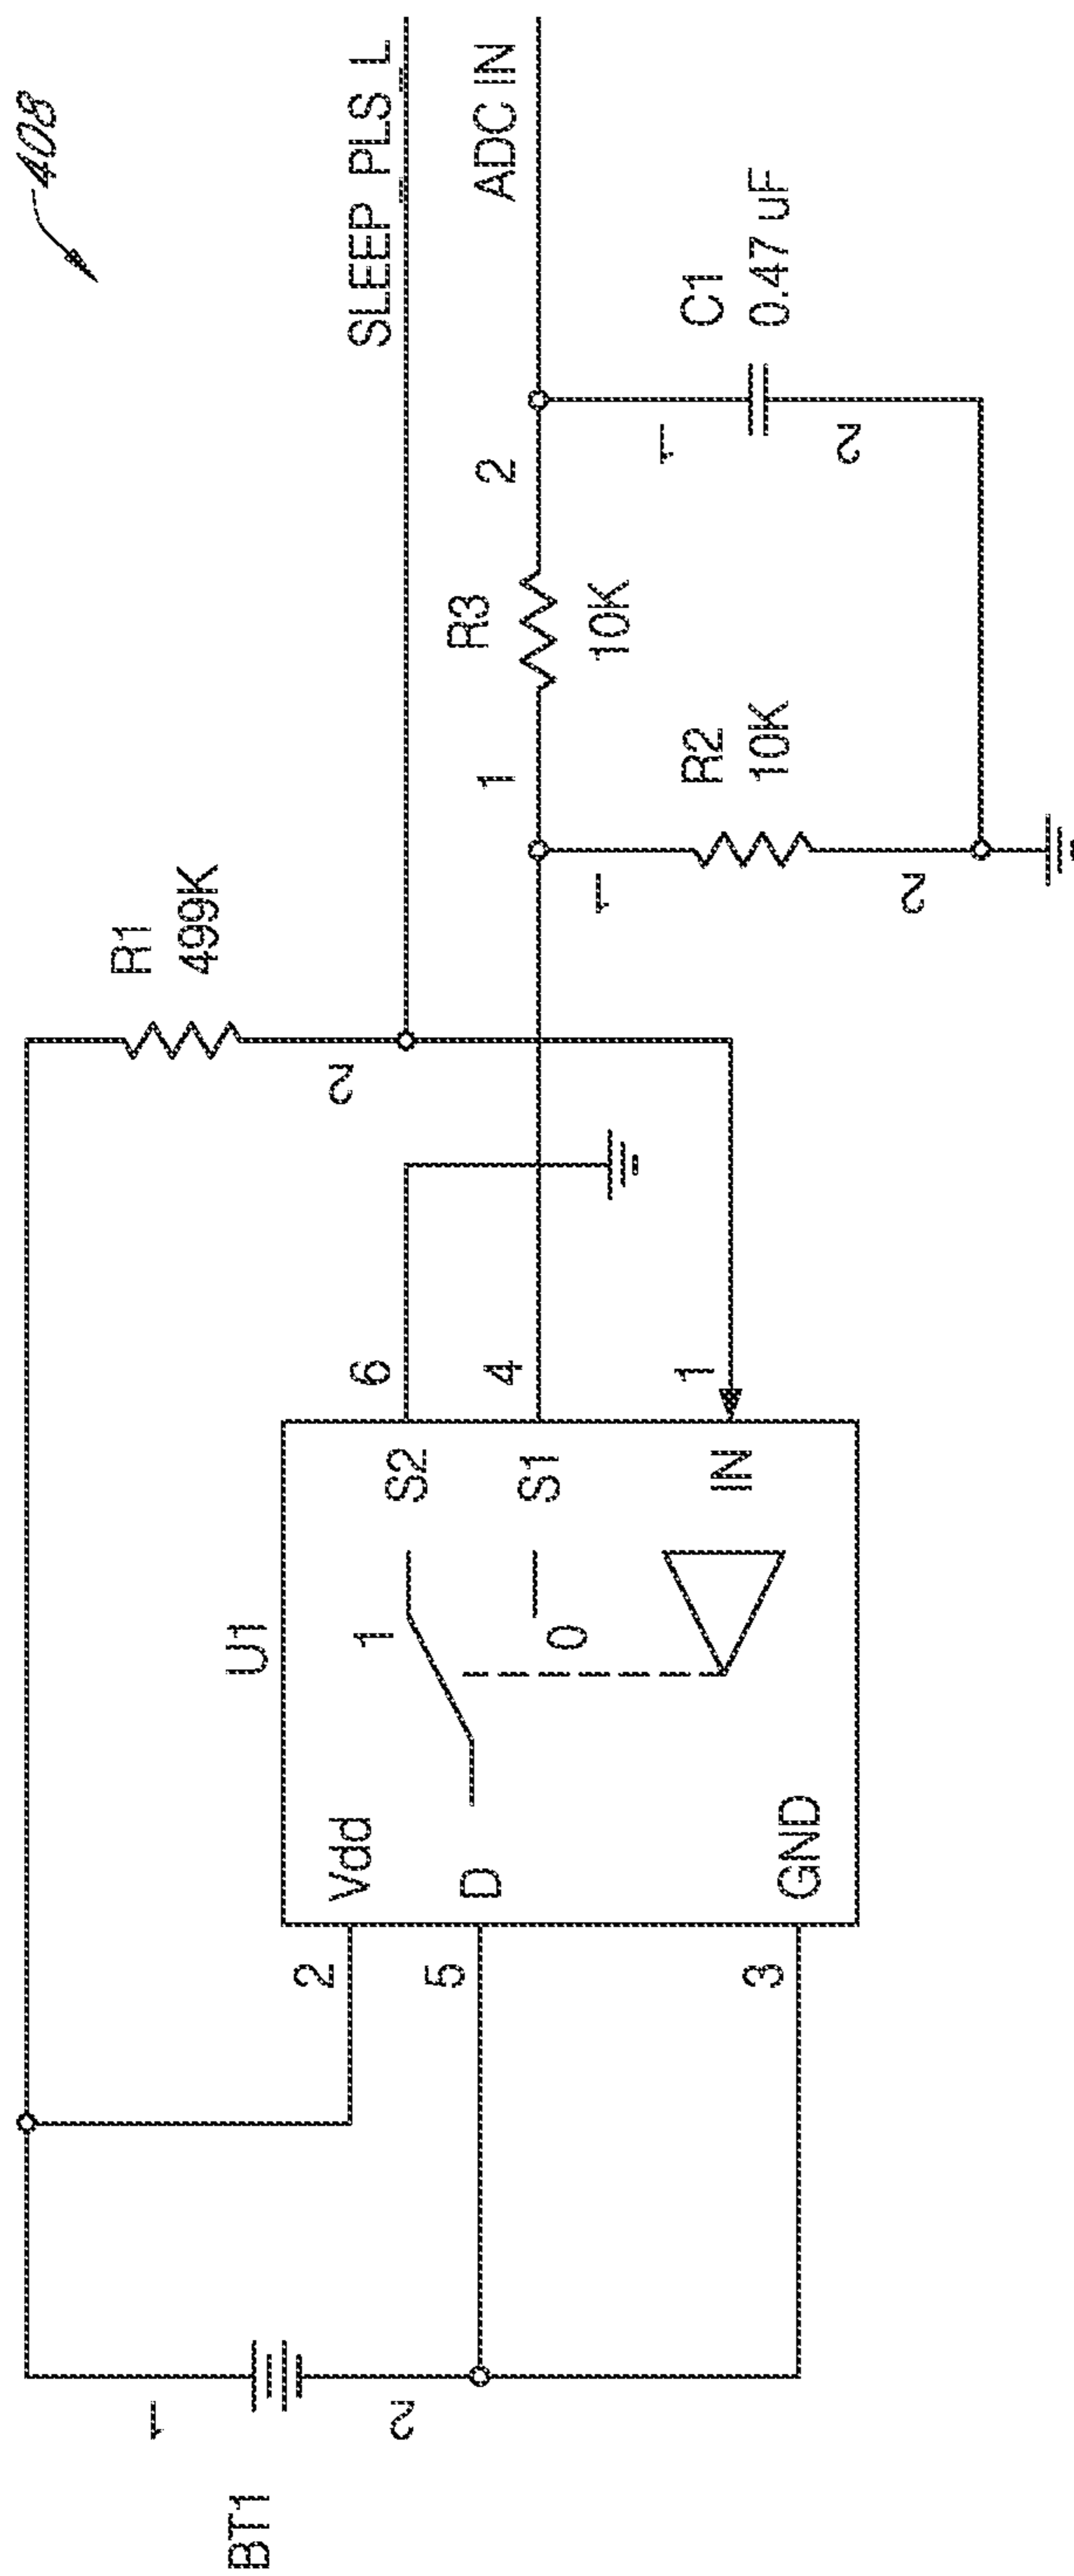 408
SLEEP_PLS_L
ADC IN
R1
499K
2
R3
10K
1
2
R2
10K
1
2
C1
0.47 uF
1
2
U1
Vdd
D
GND
S2
S1
IN
1
0
2
5
3
6
4
1
BT1
1
2